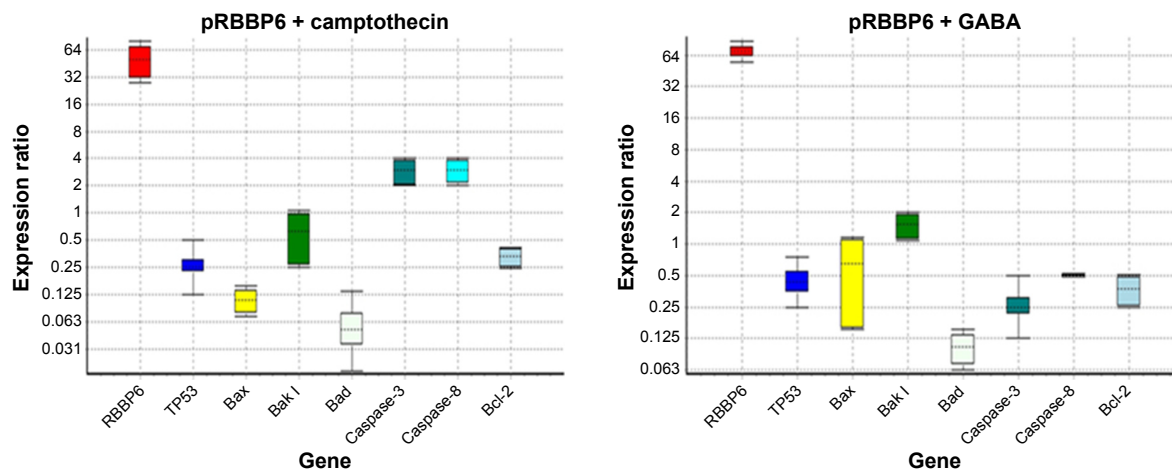 pRBBP6 + camptothecin
64
32
16
8
4
2
1
0.5
0.25
0.125
0.063
0.031
Expression ratio
RBBP6
TP53
Bax
Bak I
Bad
Caspase-3
Caspase-8
Bcl-2
Gene
pRBBP6 + GABA
64
32
16
8
4
2
1
0.5
0.25
0.125
0.063
Expression ratio
RBBP6
TP53
Bax
Bak I
Bad
Caspase-3
Caspase-8
Bcl-2
Gene